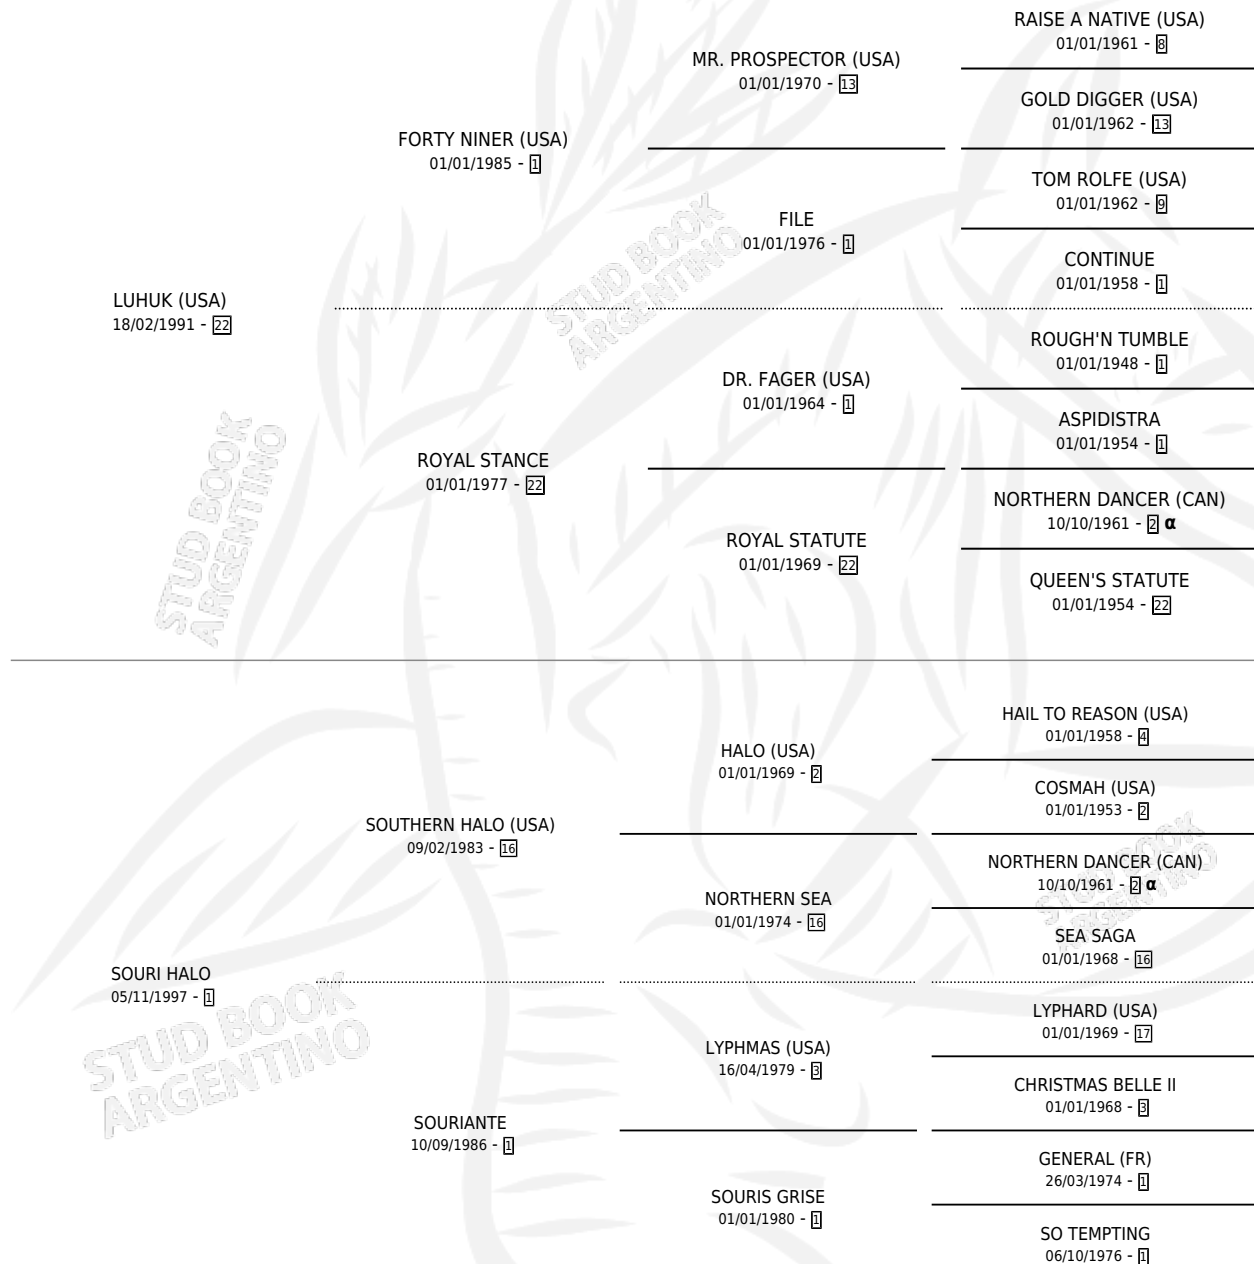 RAISE A NATIVE (USA)
01/01/1961 - 8
MR. PROSPECTOR (USA)
01/01/1970 - 13
GOLD DIGGER (USA)
01/01/1962 - 13
FORTY NINER (USA)
01/01/1985 - 1
TOM ROLFE (USA)
01/01/1962 - 9
FILE
01/01/1976 - 1
CONTINUE
01/01/1958 - 1
LUHUK (USA)
18/02/1991 - 22
ROUGH'N TUMBLE
01/01/1948 - 1
DR. FAGER (USA)
01/01/1964 - 1
ASPIDISTRA
01/01/1954 - 1
ROYAL STANCE
01/01/1977 - 22
NORTHERN DANCER (CAN)
10/10/1961 - 2 α
ROYAL STATUTE
01/01/1969 - 22
QUEEN'S STATUTE
01/01/1954 - 22
HAIL TO REASON (USA)
01/01/1958 - 4
HALO (USA)
01/01/1969 - 2
COSMAH (USA)
01/01/1953 - 2
SOUTHERN HALO (USA)
09/02/1983 - 16
NORTHERN DANCER (CAN)
10/10/1961 - 2 α
NORTHERN SEA
01/01/1974 - 16
SEA SAGA
01/01/1968 - 16
SOURI HALO
05/11/1997 - 1
LYPHARD (USA)
01/01/1969 - 17
LYPHMAS (USA)
16/04/1979 - 3
CHRISTMAS BELLE II
01/01/1968 - 3
SOURIANTE
10/09/1986 - 1
GENERAL (FR)
26/03/1974 - 1
SOURIS GRISE
01/01/1980 - 1
SO TEMPTING
06/10/1976 - 1
STUD BOOK
ARGENTINO
STUD BOOK
ARGENTINO
STUD BOOK
ARGENTINO
STUD BOOK
ARGENTINO